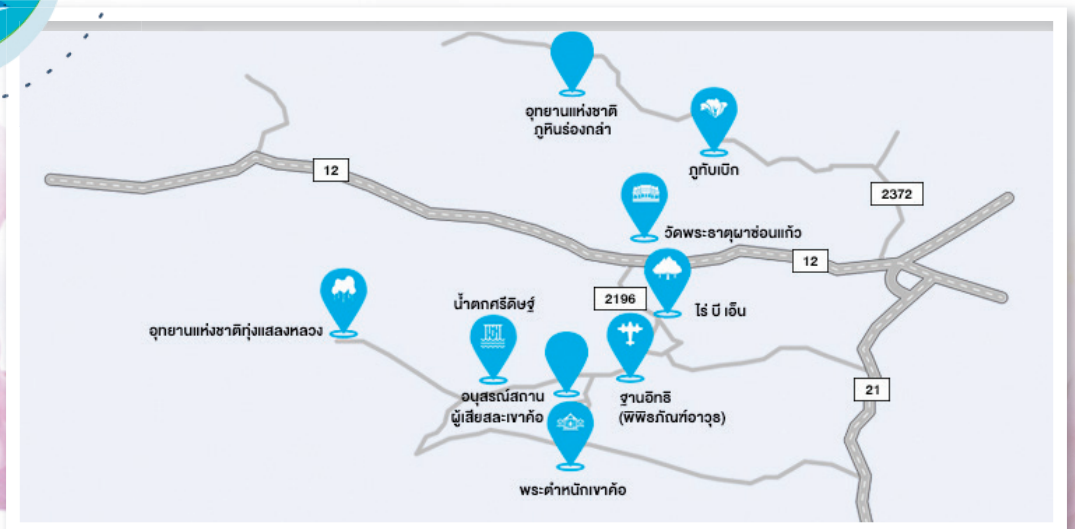 อุทยานแห่งชาติ
ภูหินร่องกล้า
ภูทับเบิก
12
2372
วัดพระธาตุผาซ่อนแก้ว
12
2196
ไร่ บี เอ็น
น้ำตกศรีดิษฐ์
อุทยานแห่งชาติทุ่งแสลงหลวง
21
อนุสรณ์สถาน
ผู้เสียสละเขาค้อ
ฐานอิทธิ
(พิพิธภัณฑ์อาวุธ)
พระตำหนักเขาค้อ